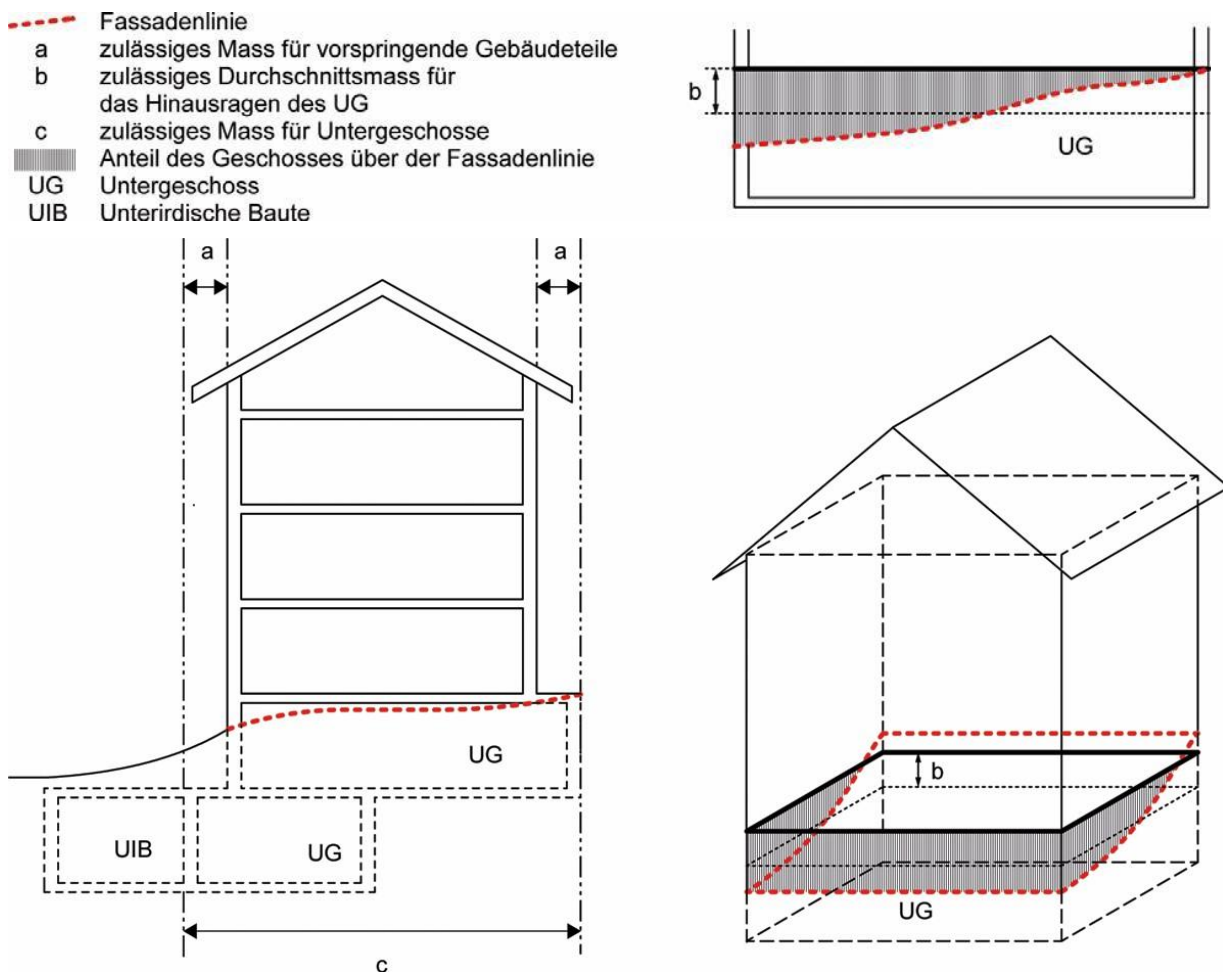 Fassadenlinie
a zulässiges Mass für vorspringende Gebäudeteile
b zulässiges Durchschnittsmass für
das Hinausragen des UG
c zulässiges Mass für Untergeschosse
Anteil des Geschosses über der Fassadenlinie
UG Untergeschoss
UIB Unterirdische Baute
b
UG
a a
UG
UIB UG
c
b
UG